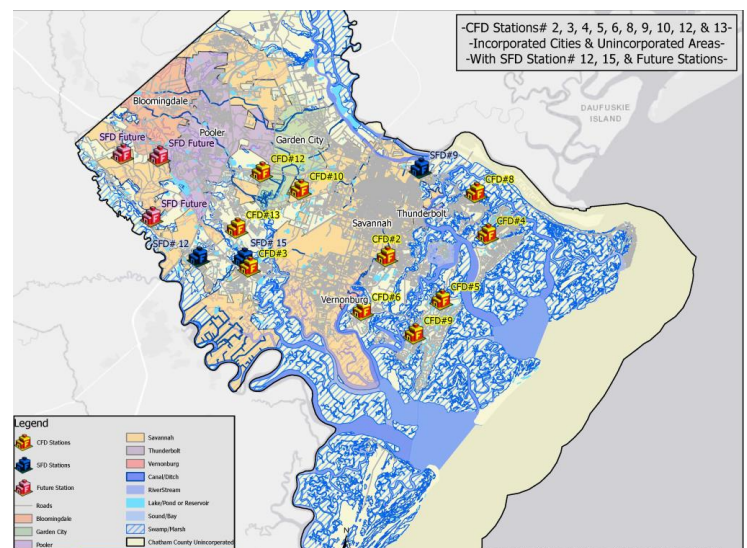 -CFD Stations# 2, 3, 4, 5, 6, 8, 9, 10, 12, & 13-
-Incorporated Cities & Unincorporated Areas-
-With SFD Station# 12, 15, & Future Stations-
DAUFUSKIE
ISLAND
Bloomingdale
Pooler
SFD Future
SFD Future
Garden City
SFD#9
CFD#12
CFD#10
CFD#8
SFD Future
Thunderbolt
Savannah
CFD#13
CFD#4
SFD# 12
SFD# 15
CFD#2
CFD#3
CFD#5
Vernonburg
CFD#6
CFD#9
Legend
CFD Stations
SFD Stations
Future Station
Roads
Bloomingdale
Garden City
Pooler
Savannah
Thunderbolt
Vernonburg
Canal/Ditch
RiverStream
Lake/Pond or Reservoir
Sound/Bay
Swamp/Marsh
Chatham County Unincorporated
N